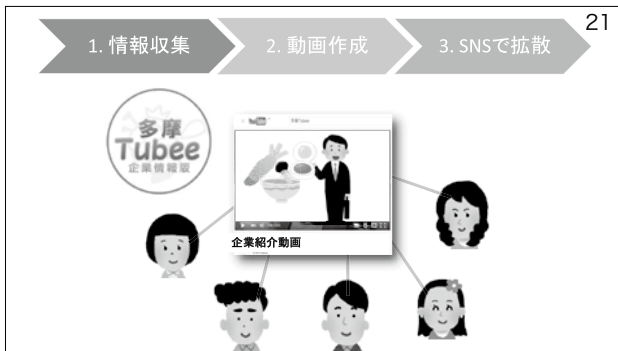 21
1. 情報収集
2. 動画作成
3. SNSで拡散
多摩
Tubee
企業情報版
企業紹介動画